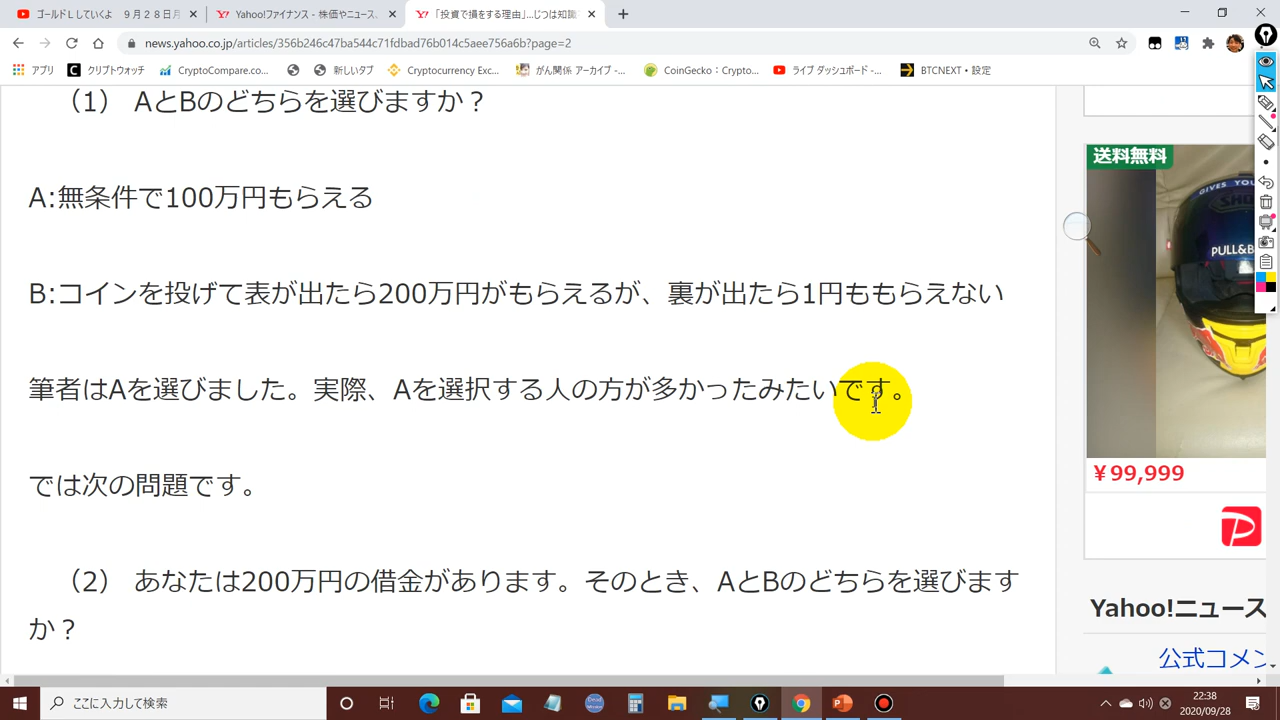 ゴールドLしていくよ　９月２８日月
Yahoo!ファイナンス - 株価やニュース、
「投資で損をする理由」…じつは知識
news.yahoo.co.jp/articles/356b246c47ba544c71fdbad76b014c5aee756a6b?page=2
アプリ
クリプトウォッチ
CryptoCompare.co...
新しいタブ
Cryptocurrency Exc...
がん関係 アーカイブ -...
CoinGecko : Crypto...
ライブ ダッシュボード -...
BTCNEXT • 設定
（1） AとBのどちらを選びますか？
A:無条件で100万円もらえる
B:コインを投げて表が出たら200万円がもらえるが、裏が出たら1円ももらえない
筆者はAを選びました。実際、Aを選択する人の方が多かったみたいです。
では次の問題です。
（2） あなたは200万円の借金があります。そのとき、AとBのどちらを選びます
か？
送料無料
GIVES YOU
PULL&B
¥99,999
Yahoo!ニュース
公式コメン
ここに入力して検索
22:38
2020/09/28